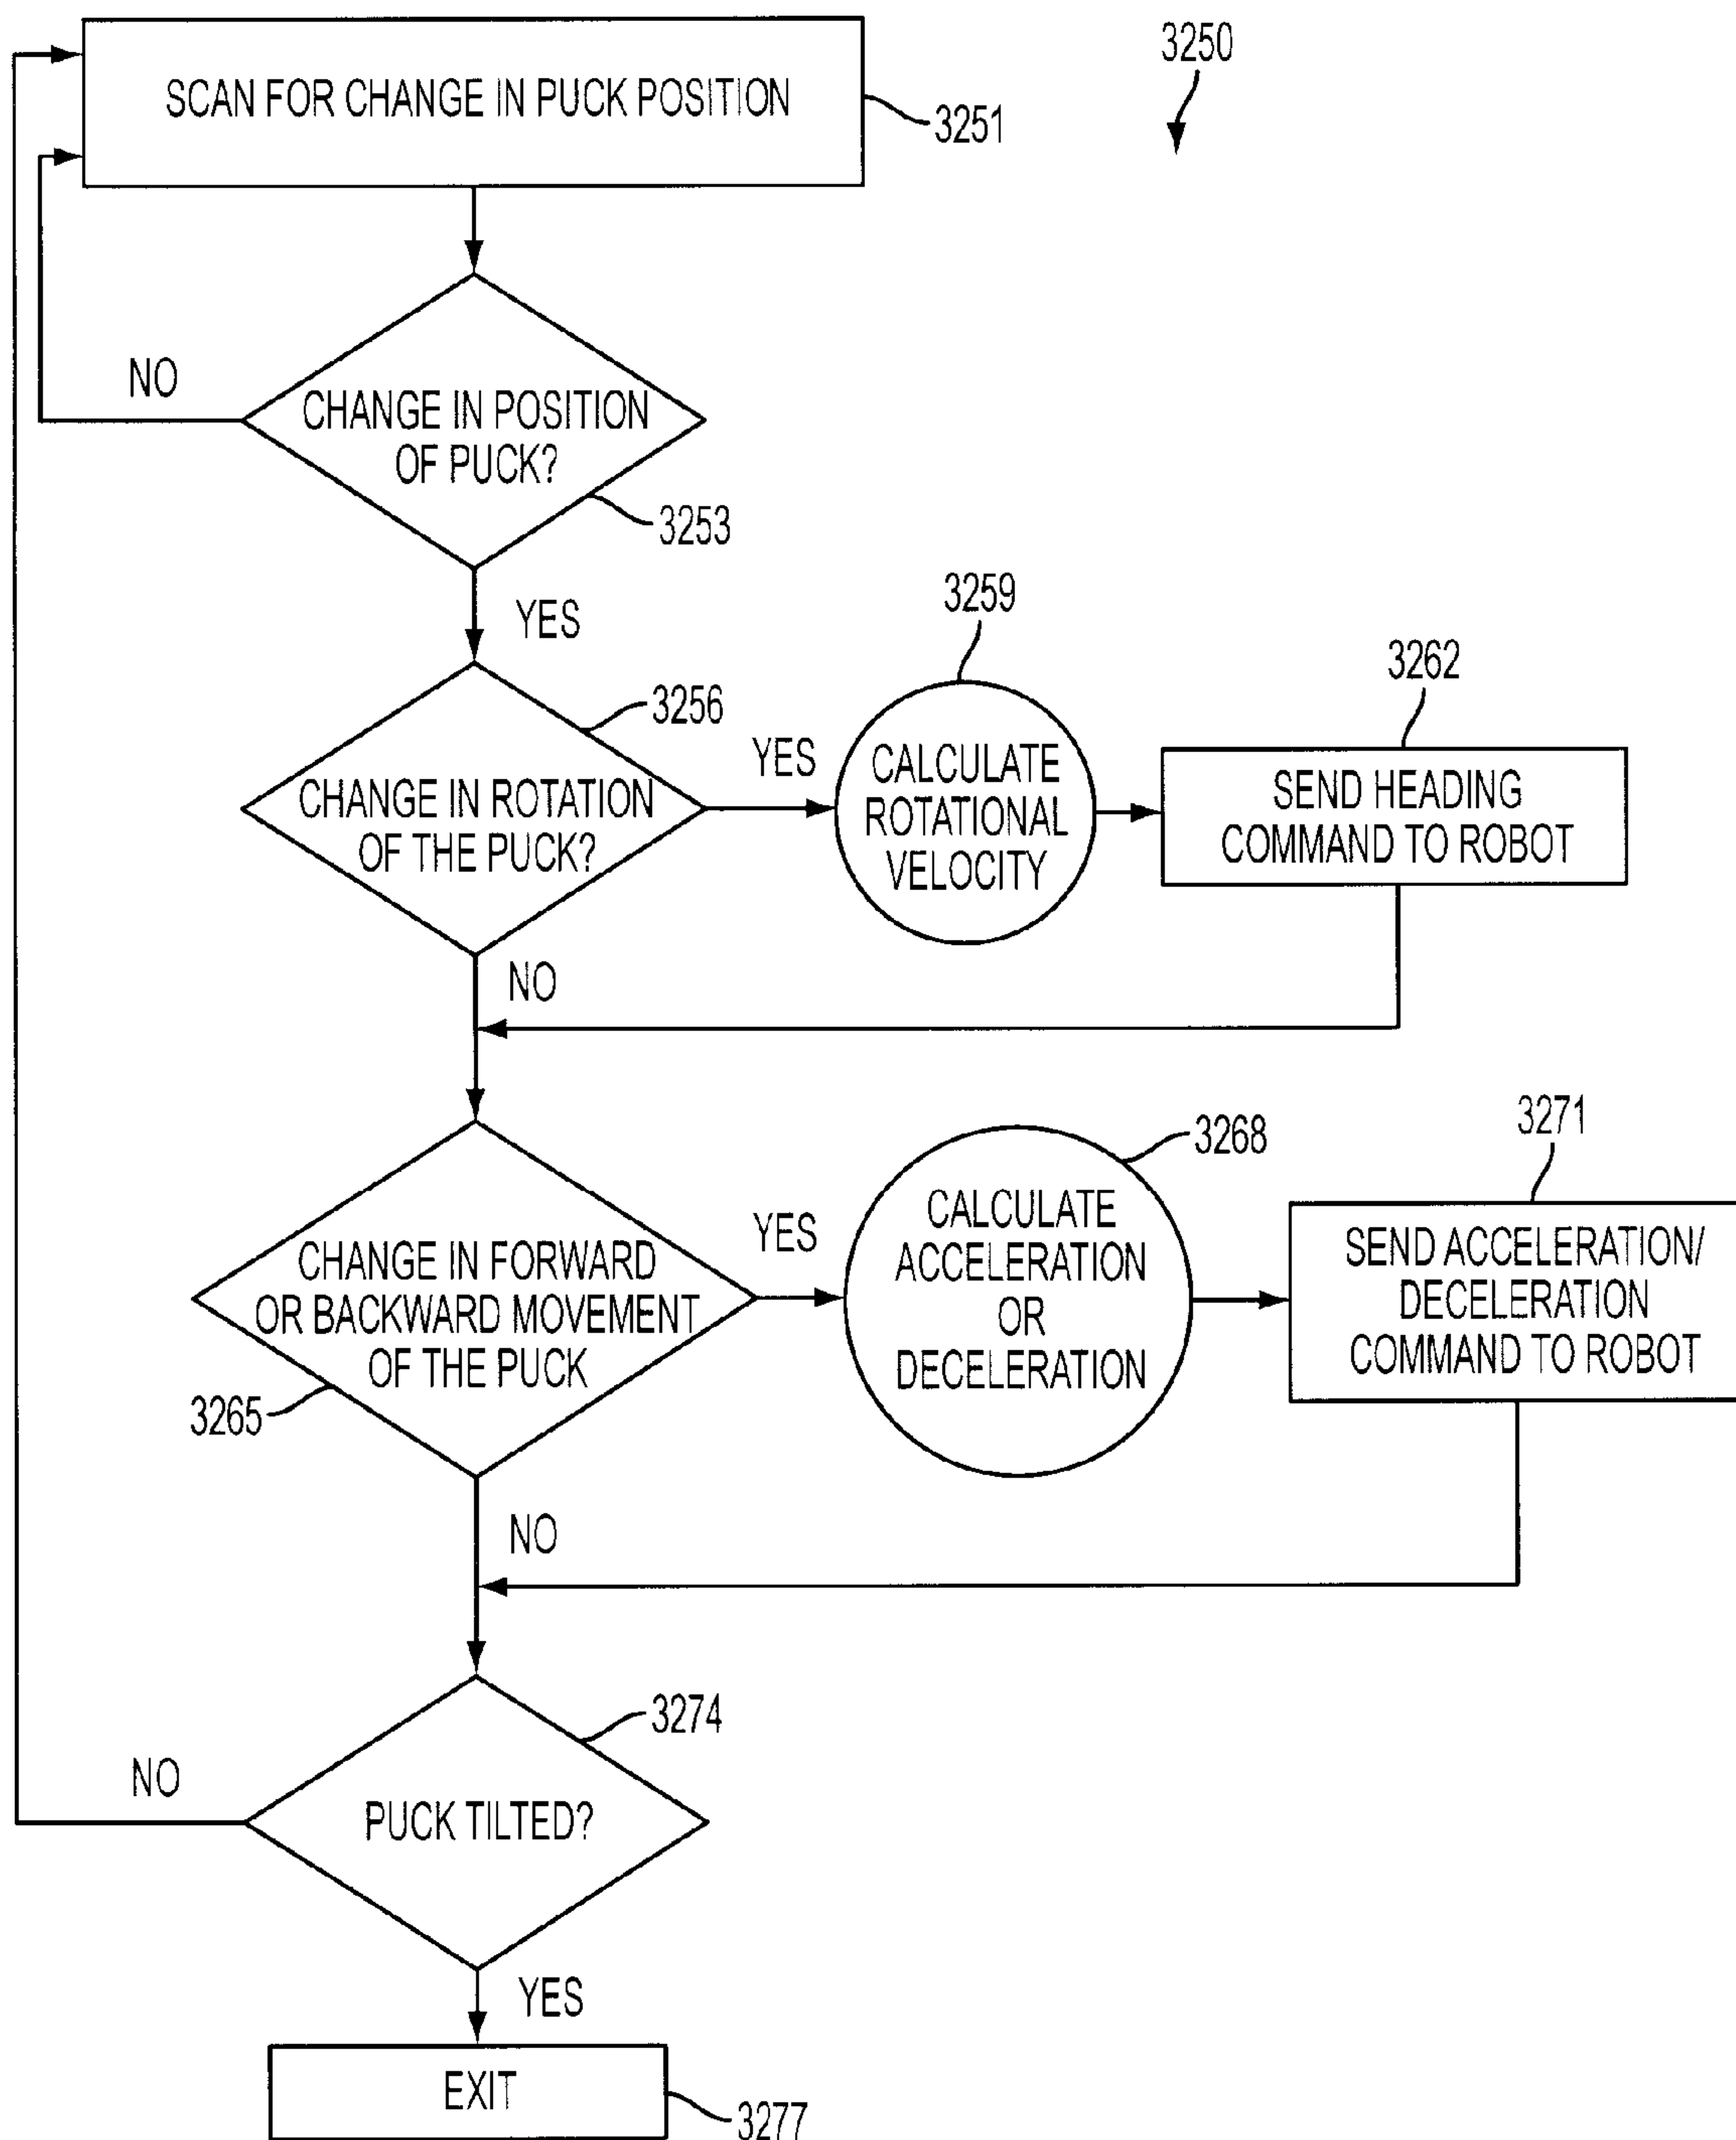 3250
SCAN FOR CHANGE IN PUCK POSITION
3251
NO
CHANGE IN POSITION
OF PUCK?
3253
YES
3256
CHANGE IN ROTATION
OF THE PUCK?
YES
3259
CALCULATE
ROTATIONAL
VELOCITY
3262
SEND HEADING
COMMAND TO ROBOT
NO
CHANGE IN FORWARD
OR BACKWARD MOVEMENT
OF THE PUCK
3265
YES
3268
CALCULATE
ACCELERATION
OR
DECELERATION
3271
SEND ACCELERATION/
DECELERATION
COMMAND TO ROBOT
NO
3274
PUCK TILTED?
NO
YES
EXIT
3277